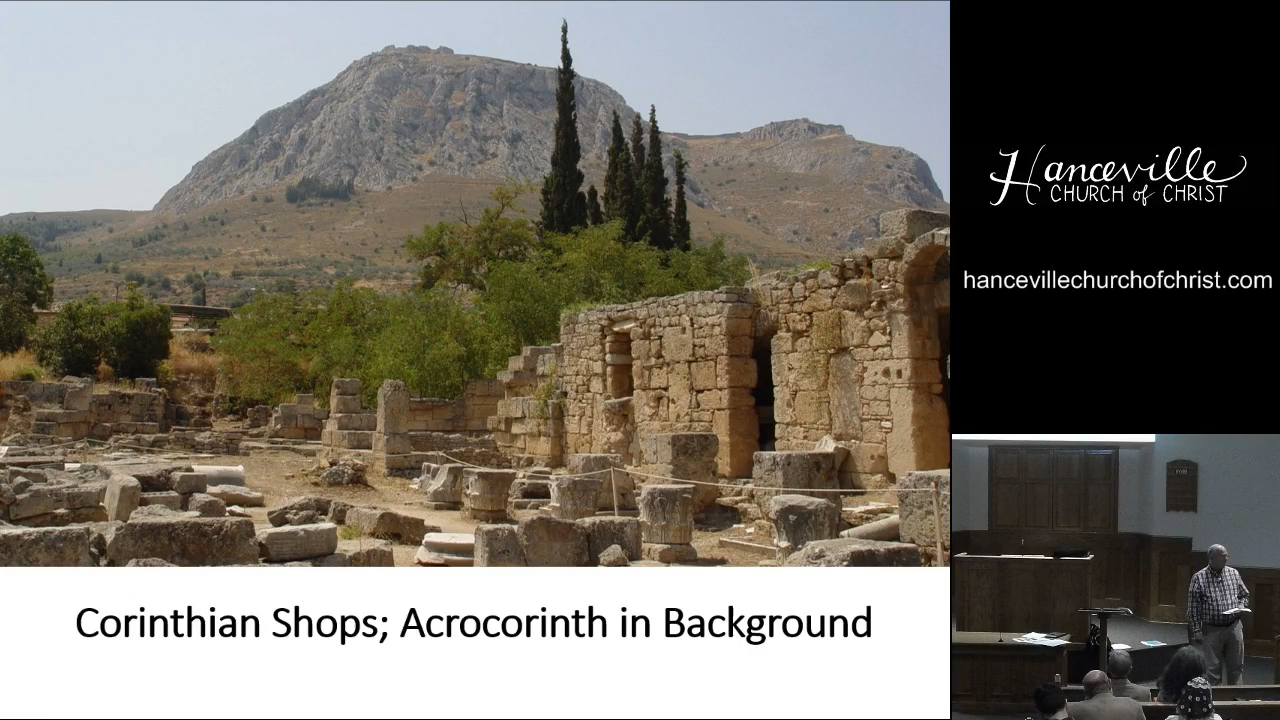 Corinthian Shops; Acrocorinth in Background
Hanceville
CHURCH of CHRIST
hancevillechurchofchrist.com